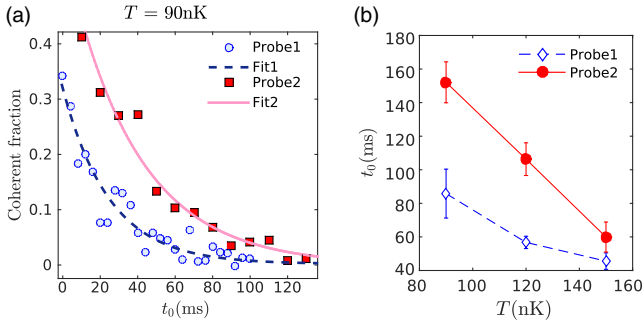 (a)
T = 90nK
Coherent fraction
0.4
0.3
0.2
0.1
0
Probe1
Fit1
Probe2
Fit2
0 20 40 60 80 100 120
t₀(ms)
(b)
t₀(ms)
180
160
140
120
100
80
60
40
Probe1
Probe2
80 100 120 140 160
T(nK)